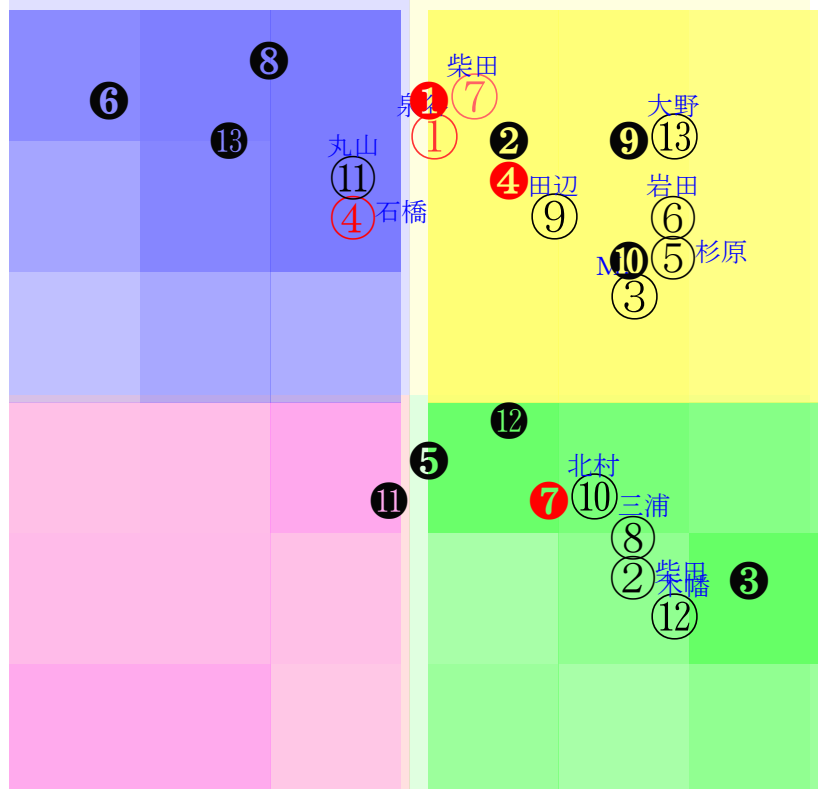 ❽
柴田
❻
❶
⑦
大野
①
⓭
丸山
❷
❾
⑬
⑪
❹
田辺
岩田
④
石橋
⑨
⑥
❿
⑤
杉原
③
⓬
❺
北村
⓫
❼
⑩
三浦
⑧
②
柴田
❸
木幡
⑫